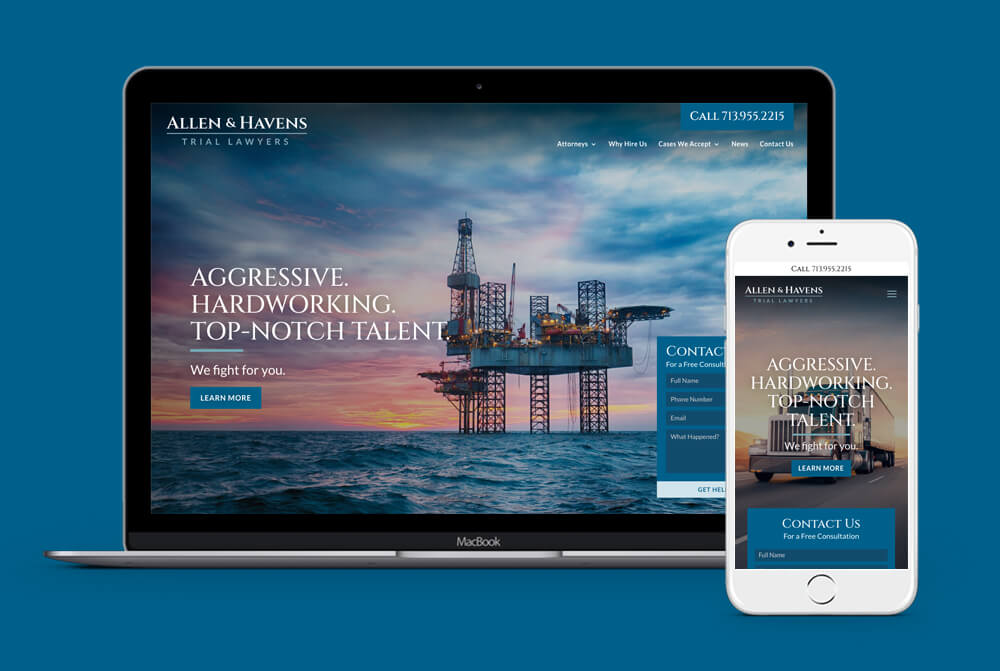 ALLEN & HAVENS
TRIAL LAWYERS
CALL 713.955.2215
Attorneys
Why Hire Us
Cases We Accept
News
Contact Us
AGGRESSIVE.
HARDWORKING.
TOP-NOTCH TALENT.
We fight for you.
LEARN MORE
CONTAC
For a Free Consult
Full Name
Phone Number
Email
What Happened?
GET HEL
MacBook
CALL 713.955.2215
ALLEN & HAVENS
TRIAL LAWYERS
AGGRESSIVE.
HARDWORKING.
TOP-NOTCH
TALENT.
We fight for you.
LEARN MORE
CONTACT US
For a Free Consultation
Full Name